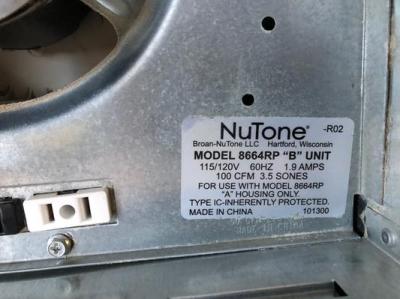 NuTone® -R02
Broan-NuTone LLC Hartford, Wisconsin
MODEL 8664RP "B" UNIT
115/120V 60HZ 1.9 AMPS
100 CFM 3.5 SONES
FOR USE WITH MODEL 8664RP
"A" HOUSING ONLY.
TYPE IC-INHERENTLY PROTECTED.
MADE IN CHINA 101300